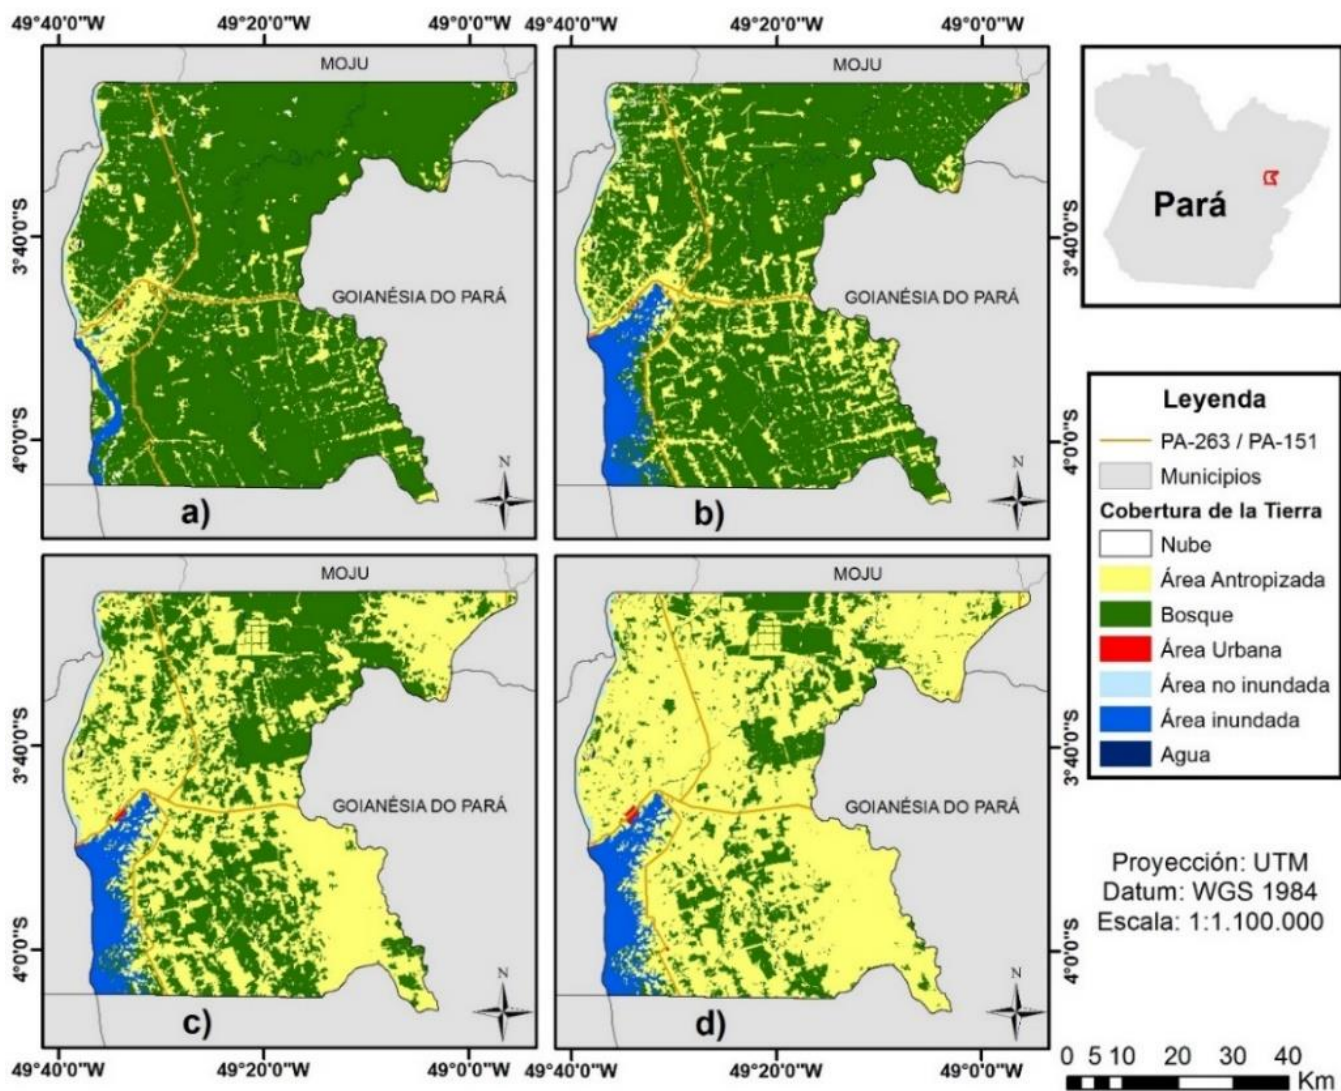 49°40'0"W 49°20'0"W 49°0'0"W 49°40'0"W 49°20'0"W 49°0'0"W
MOJU
GOIANÉSIA DO PARÁ
3°40'0"S
4°0'0"S
N
a)
MOJU
GOIANÉSIA DO PARÁ
3°40'0"S
4°0'0"S
N
b)
Pará
Leyenda
PA-263 / PA-151
Municipios
Cobertura de la Tierra
Nube
Área Antropizada
Bosque
Área Urbana
Área no inundada
Área inundada
Agua
MOJU
GOIANÉSIA DO PARÁ
3°40'0"S
4°0'0"S
N
c)
MOJU
GOIANÉSIA DO PARÁ
3°40'0"S
4°0'0"S
N
d)
49°40'0"W 49°20'0"W 49°0'0"W 49°40'0"W 49°20'0"W 49°0'0"W
Proyección: UTM
Datum: WGS 1984
Escala: 1:1.100.000
0 5 10 20 30 40
Km